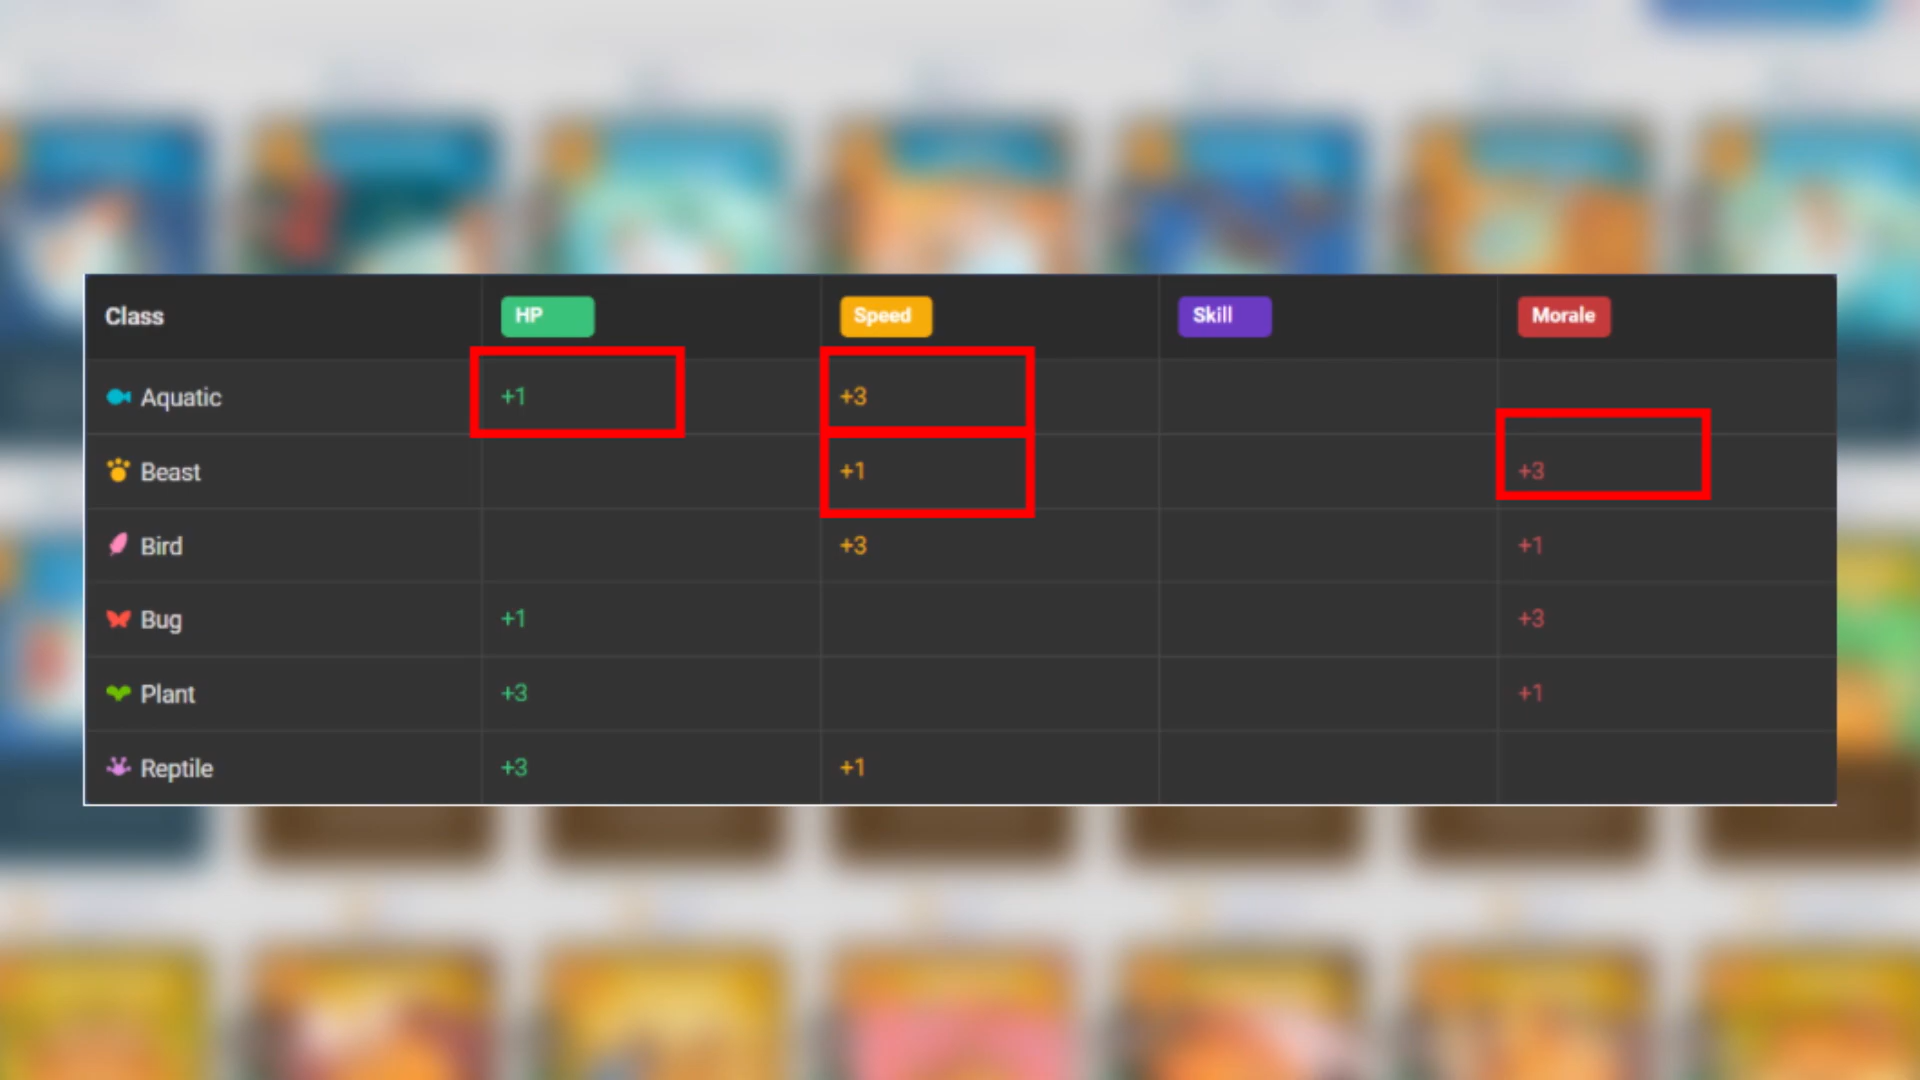 Class HP Speed Skill Morale
Aquatic +1 +3
Beast +1 +3
Bird +3 +1
Bug +1 +3
Plant +3 +1
Reptile +3 +1